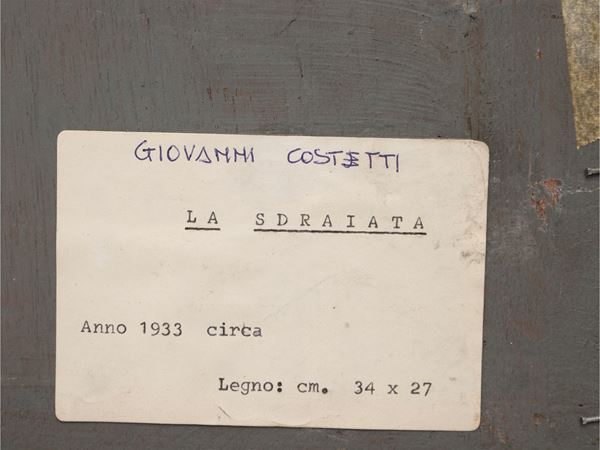 GIOVANNI COSTETTI
LA SDRAIATA
Anno 1933 circa
Legno: cm. 34 x 27